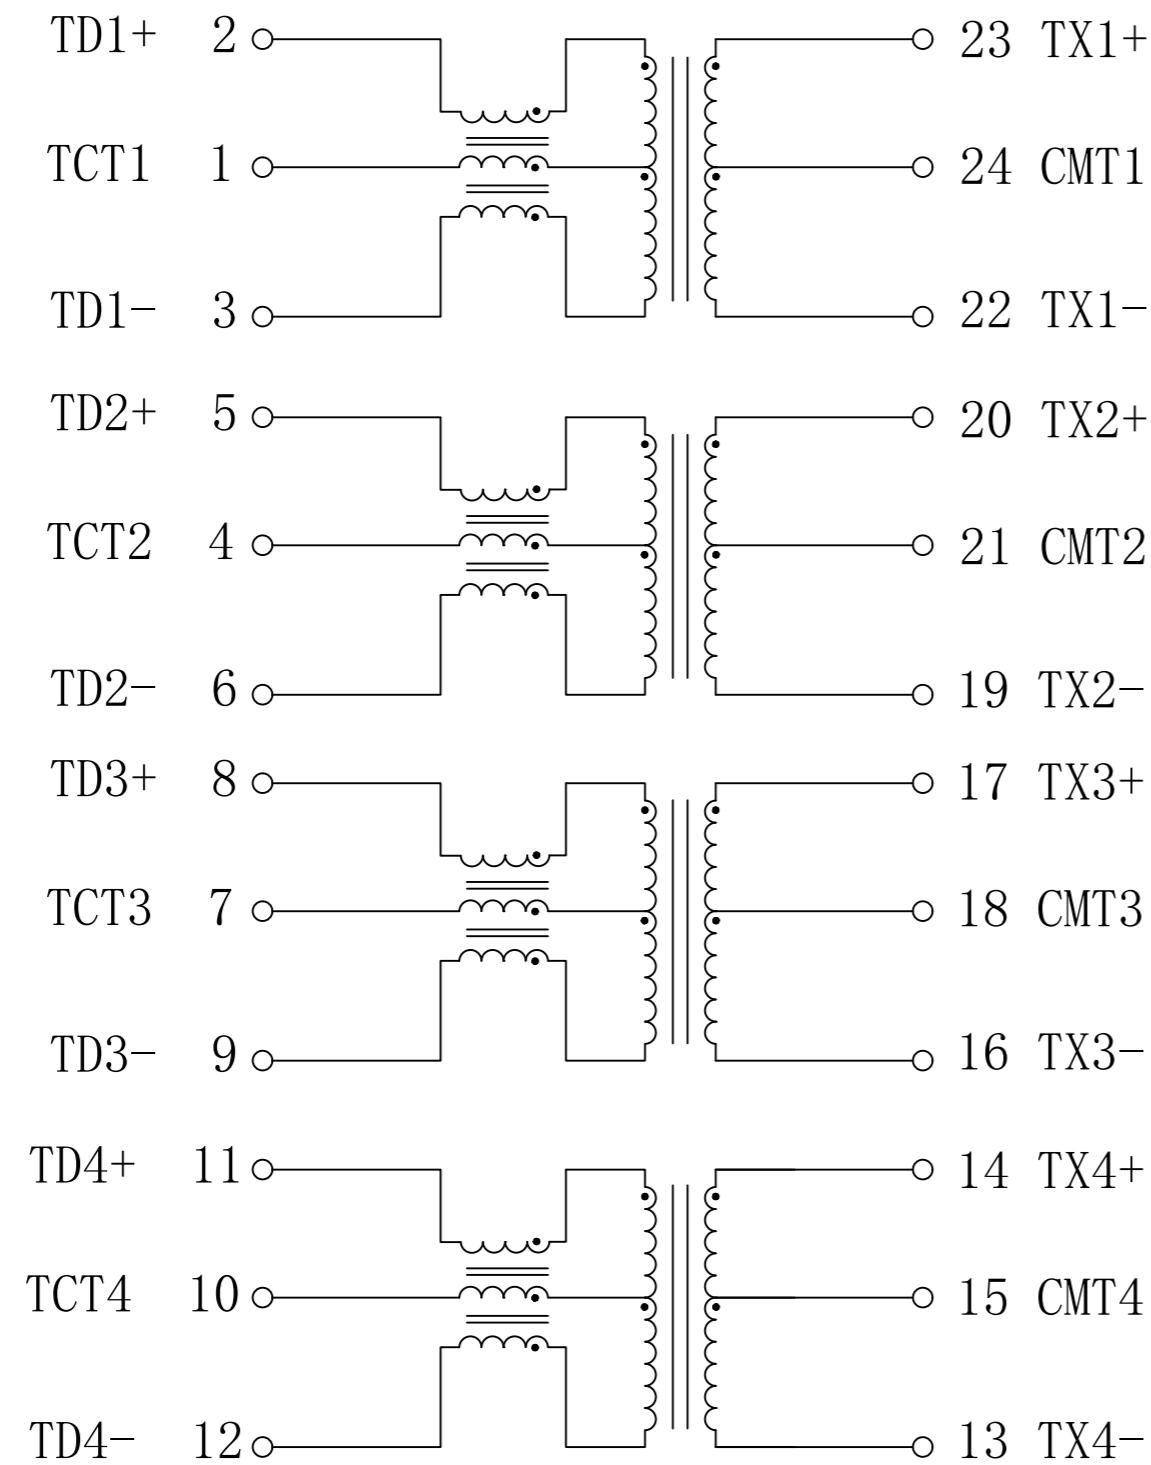 TD1+ 2 23 TX1+
TCT1 1 24 CMT1
TD1- 3 22 TX1-
TD2+ 5 20 TX2+
TCT2 4 21 CMT2
TD2- 6 19 TX2-
TD3+ 8 17 TX3+
TCT3 7 18 CMT3
TD3- 9 16 TX3-
TD4+ 11 14 TX4+
TCT4 10 15 CMT4
TD4- 12 13 TX4-